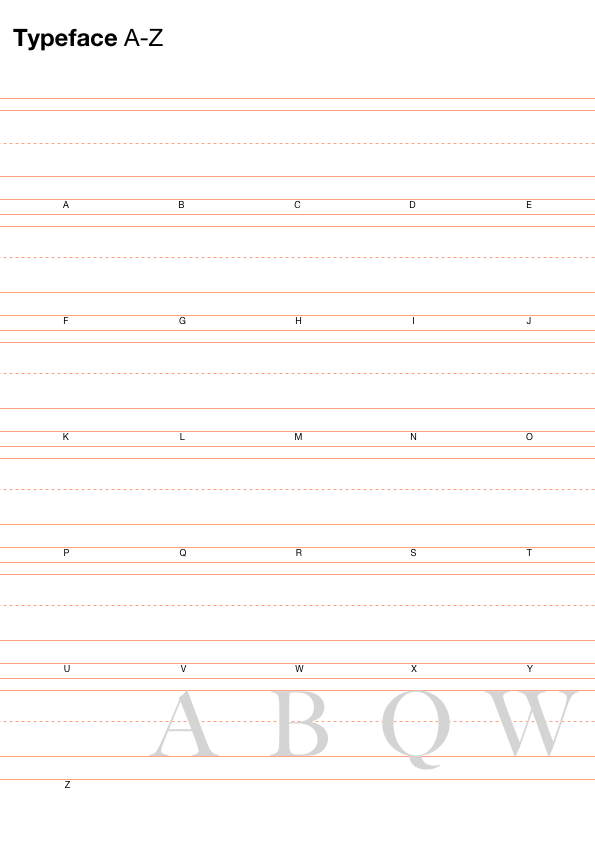 Typeface A-Z
A B C D E
F G H I J
K L M N O
P Q R S T
U V W X Y
A B Q W
Z